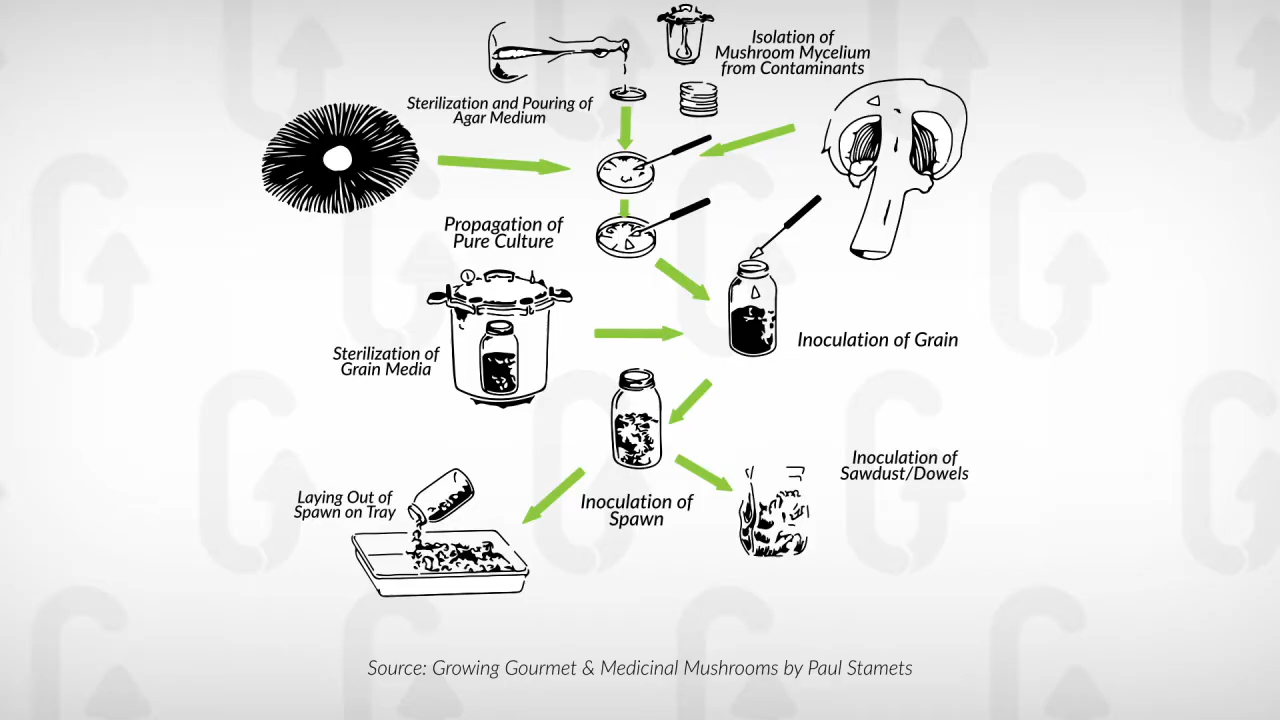 Isolation of
Mushroom Mycelium
from Contaminants
Sterilization and Pouring of
Agar Medium
Propagation of
Pure Culture
Inoculation of Grain
Sterilization of
Grain Media
Inoculation of
Sawdust/Dowels
Laying Out of
Spawn on Tray
Inoculation of
Spawn
Source: Growing Gourmet & Medicinal Mushrooms by Paul Stamets